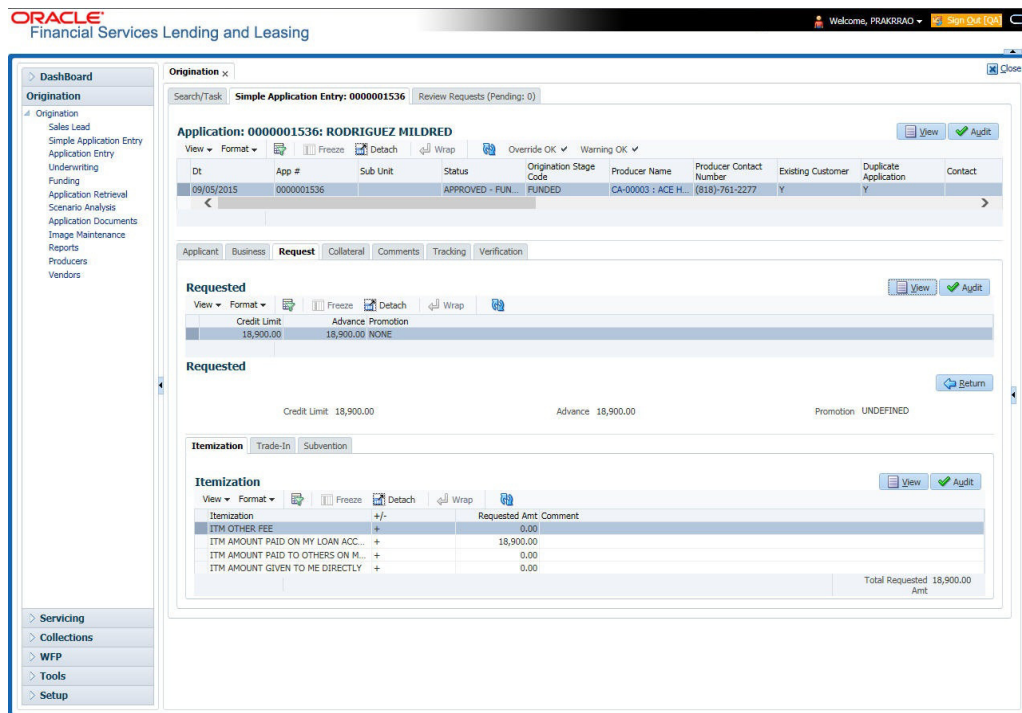 ORACLE
Financial Services Lending and Leasing
Welcome, PRAKRRAO
Sign Out [QA]
Close
DashBoard
Origination
Origination
Sales Lead
Simple Application Entry
Application Entry
Underwriting
Funding
Application Retrieval
Scenario Analysis
Application Documents
Image Maintenance
Reports
Producers
Vendors
Servicing
Collections
WFP
Tools
Setup
Origination
Search/Task Simple Application Entry: 0000001536 Review Requests (Pending: 0)
Application: 0000001536: RODRIGUEZ MILDRED
View Audit
View Format Freeze Detach Wrap Override OK Warning OK
Dt App # Sub Unit Status Origination Stage Code Producer Name Producer Contact Number Existing Customer Duplicate Application Contact
09/05/2015 0000001536 APPROVED - FUN... FUNDED CA-00003 : ACE H... (818)-761-2277 Y Y
Applicant Business Request Collateral Comments Tracking Verification
Requested
View Audit
View Format Freeze Detach Wrap
Credit Limit Advance Promotion
18,900.00 18,900.00 NONE
Requested
Return
Credit Limit 18,900.00 Advance 18,900.00 Promotion UNDEFINED
Itemization Trade-In Subvention
Itemization
View Audit
View Format Freeze Detach Wrap
Itemization +/- Requested Amt Comment
ITM OTHER FEE + 0.00
ITM AMOUNT PAID ON MY LOAN ACC... + 18,900.00
ITM AMOUNT PAID TO OTHERS ON M... + 0.00
ITM AMOUNT GIVEN TO ME DIRECTLY + 0.00
Total Requested Amt 18,900.00